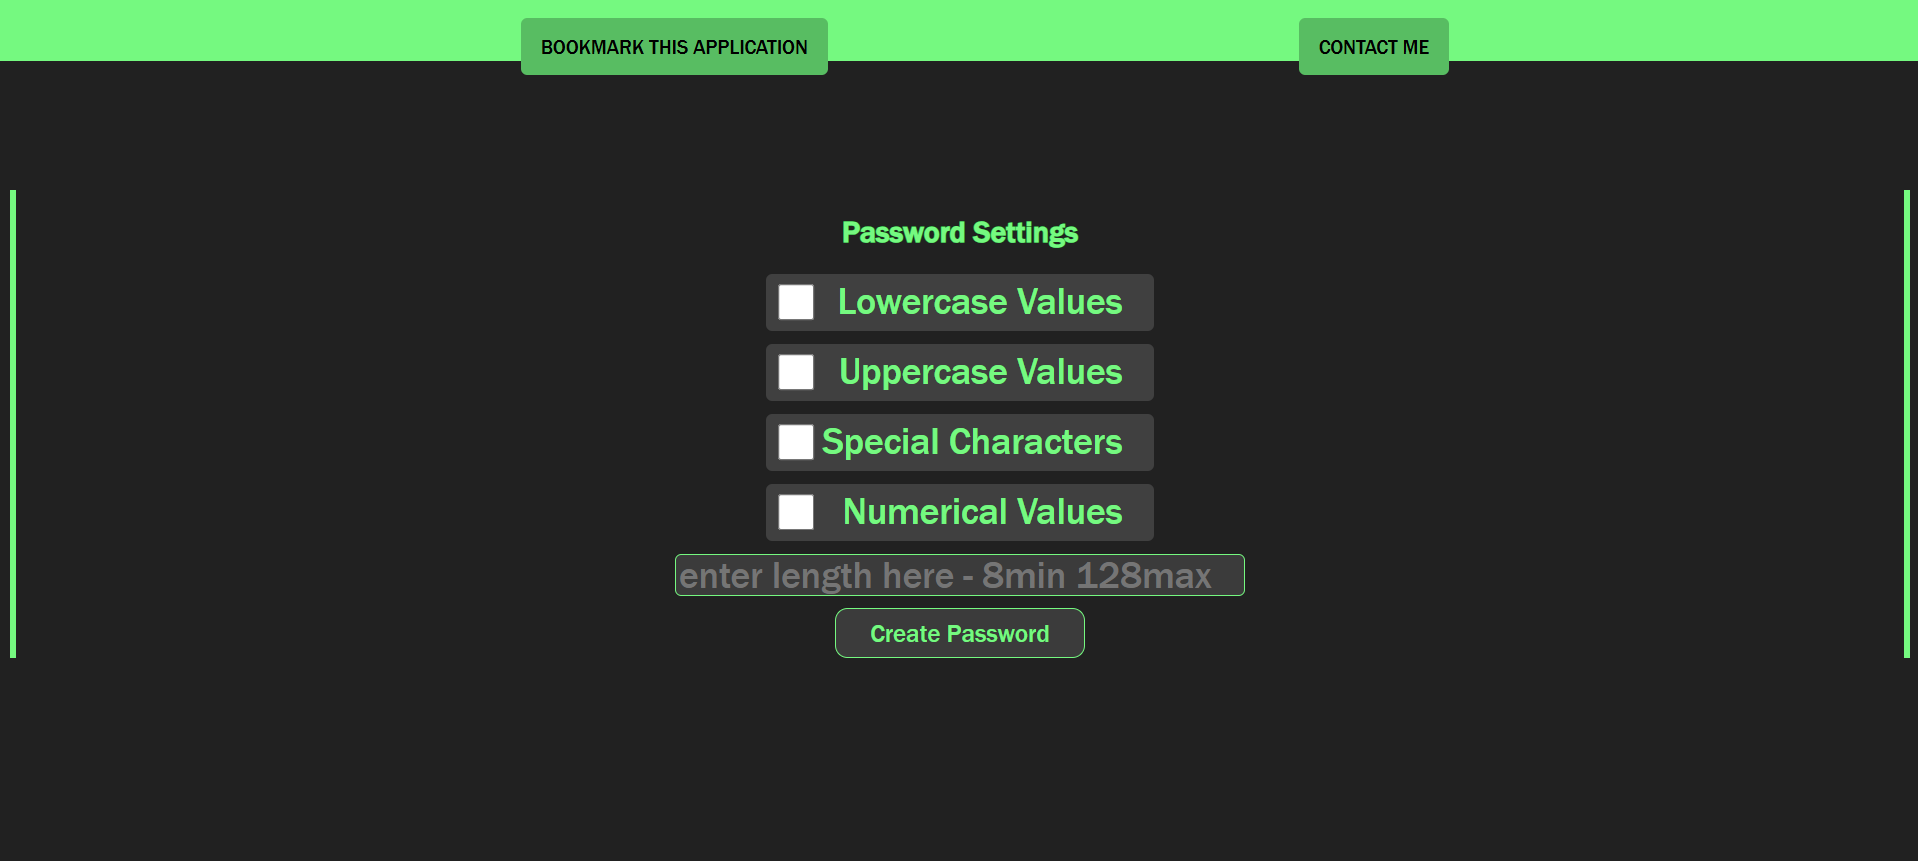 BOOKMARK THIS APPLICATION
CONTACT ME
Password Settings
Lowercase Values
Uppercase Values
Special Characters
Numerical Values
enter length here - 8min 128max
Create Password